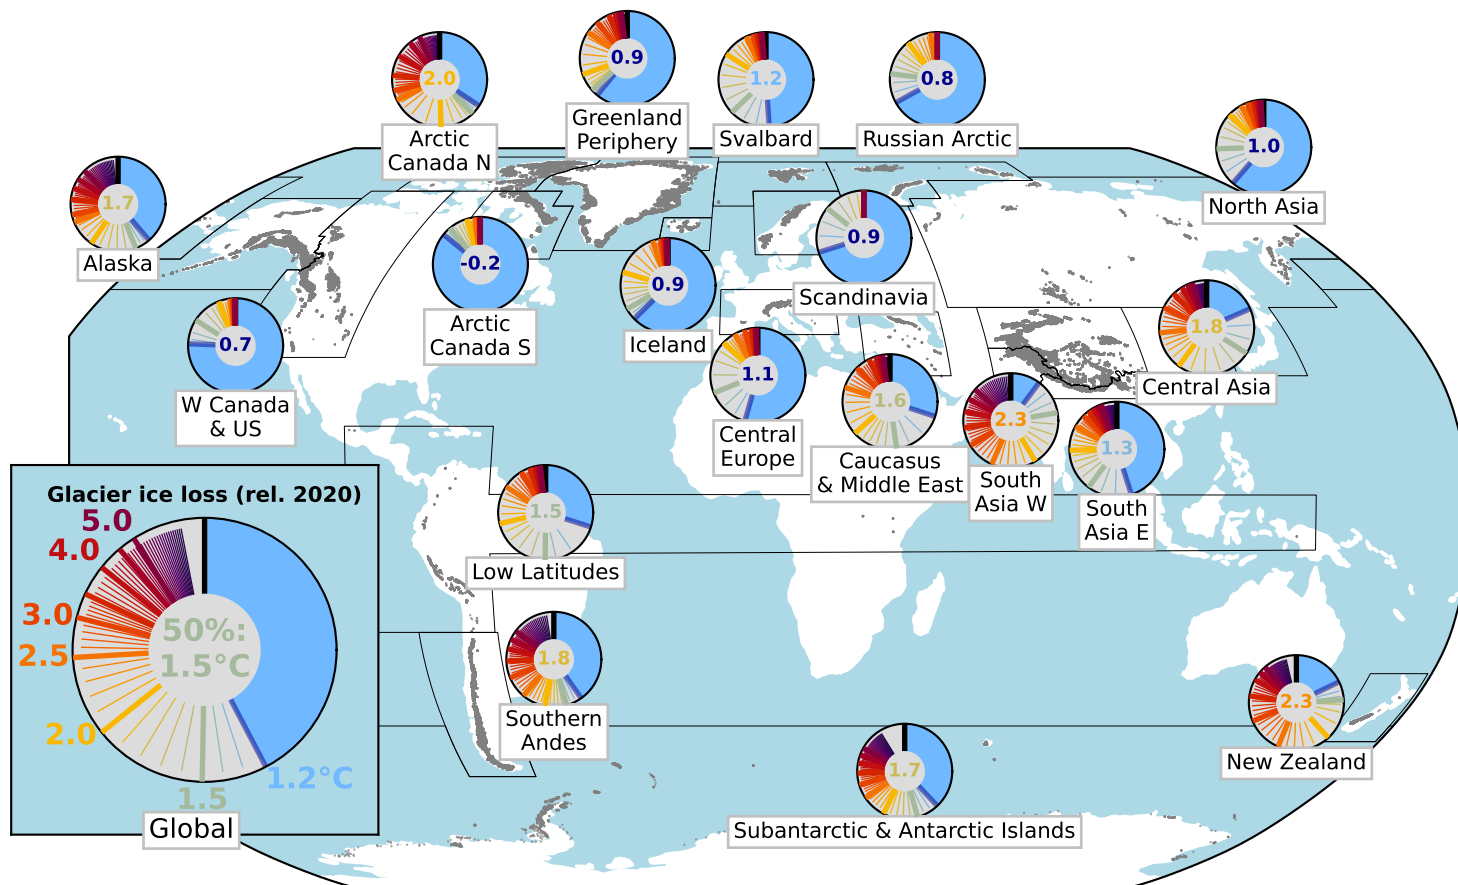 0.9
2.0
1.2
0.8
Greenland
Periphery
Arctic
Canada N
Svalbard
Russian Arctic
1.0
North Asia
1.7
Alaska
-0.2
Arctic
Canada S
0.9
Iceland
0.9
Scandinavia
0.7
W Canada
& US
1.8
Central Asia
1.1
Central
Europe
1.6
Caucasus
& Middle East
2.3
South
Asia W
1.3
South
Asia E
1.5
Low Latitudes
1.8
Southern
Andes
2.3
New Zealand
1.7
Subantarctic & Antarctic Islands
Glacier ice loss (rel. 2020)
5.0
4.0
3.0
2.5
2.0
50%:
1.5°C
1.2°C
1.5
Global